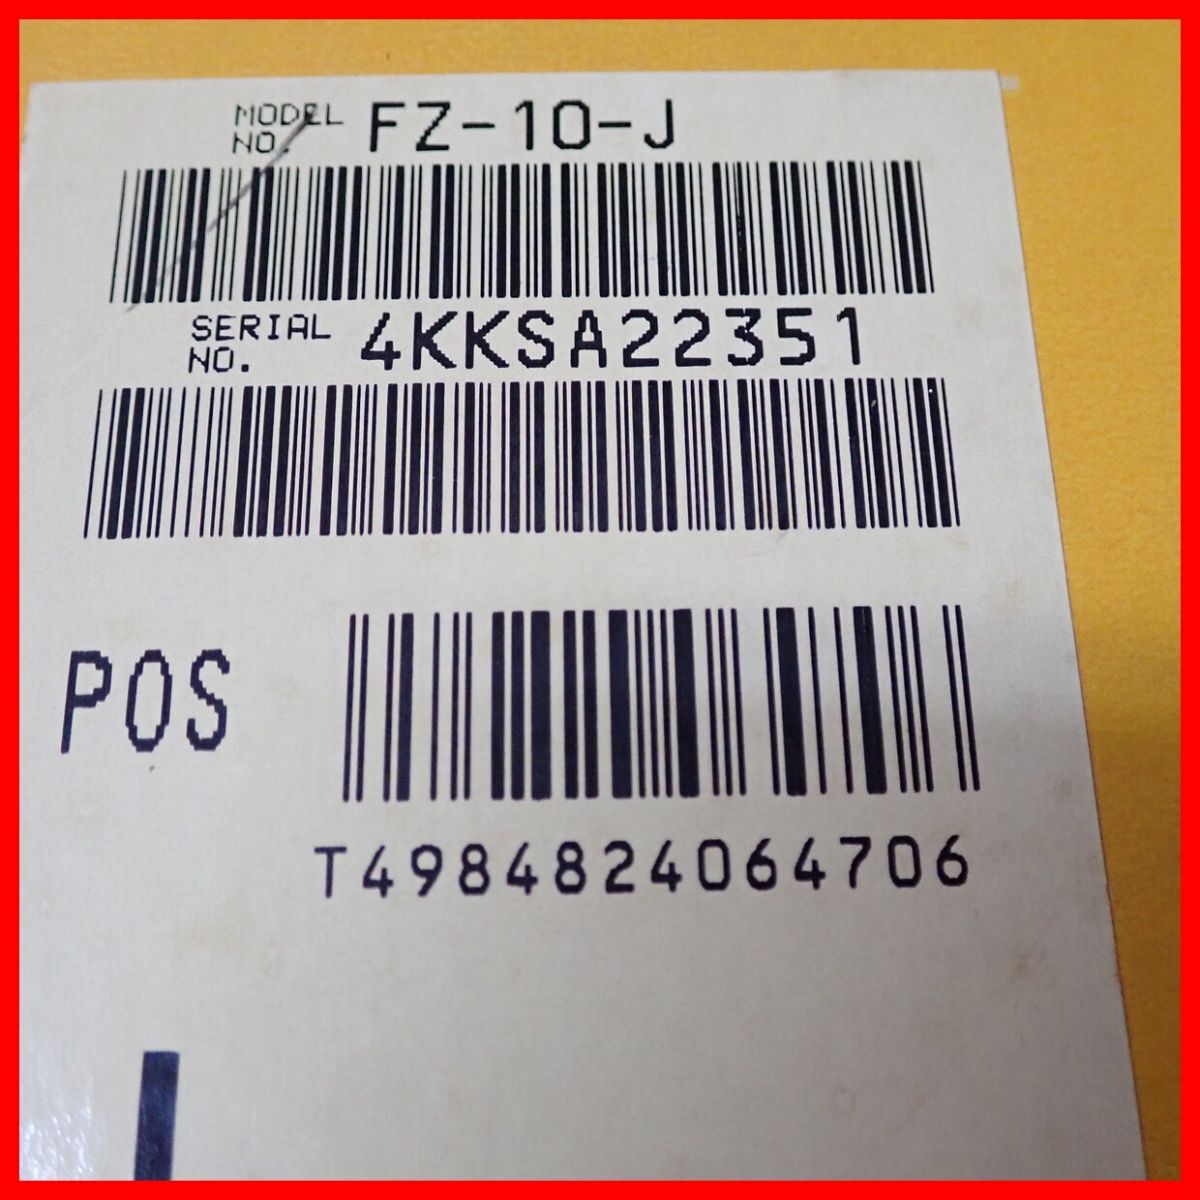 MODEL NO. FZ-10-J
SERIAL NO. 4KKSA22351
POS
T4984824064706